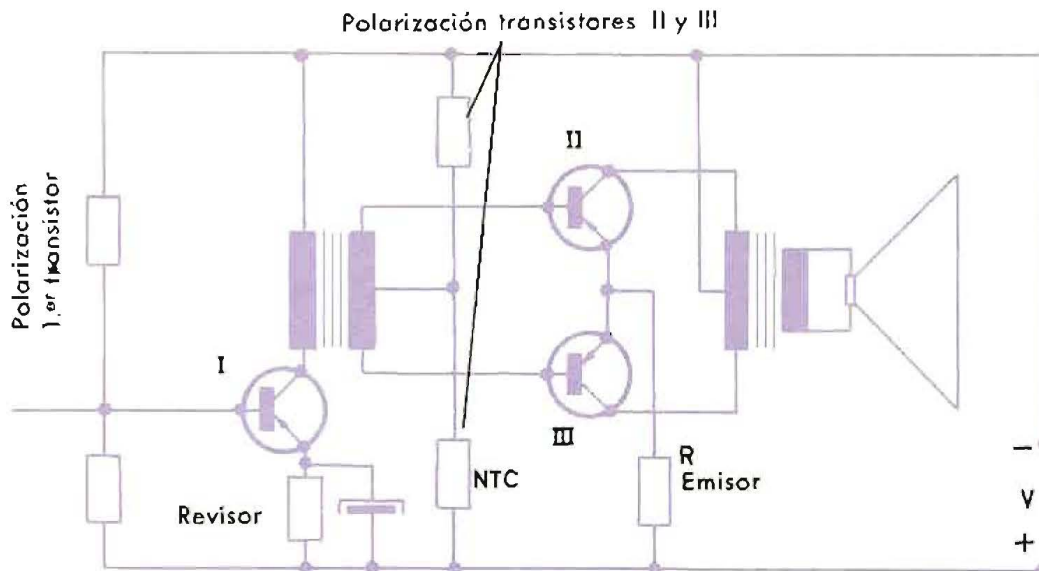 Polarización transistores II y III
Polarización
1.er transistor
II
I
III
NTC
R
Emisor
Revisor
-
V
+